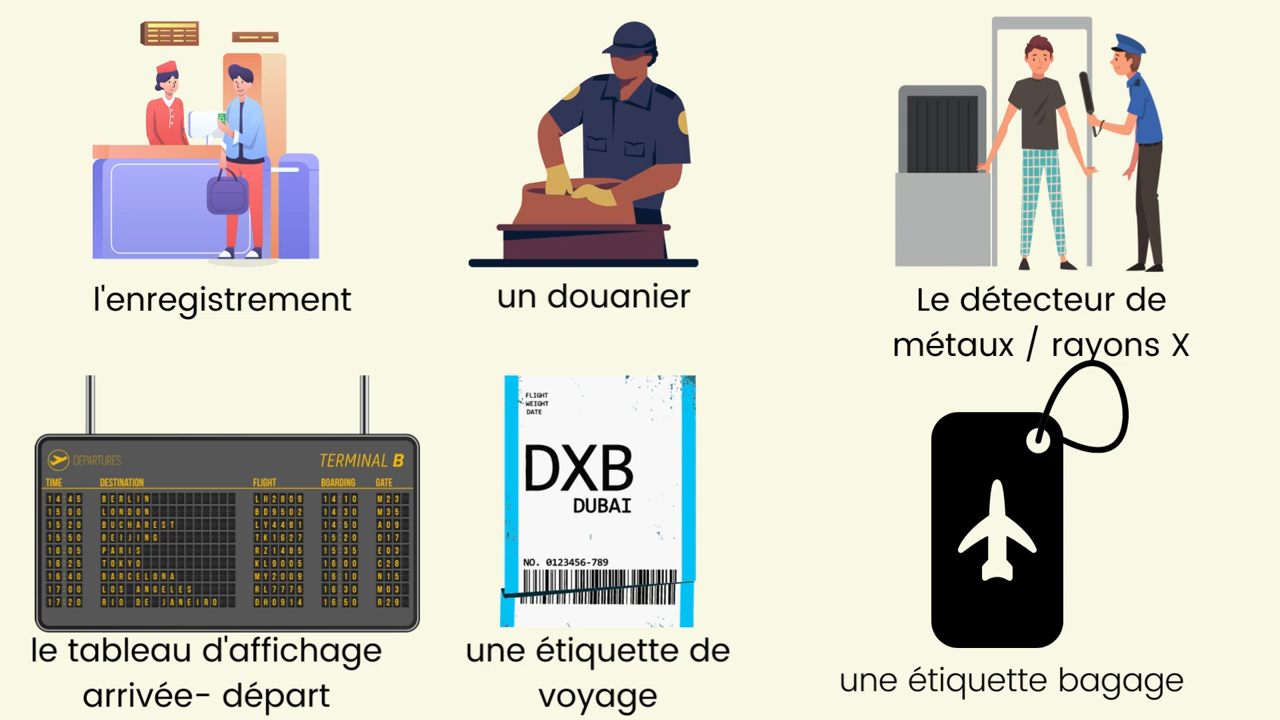 l'enregistrement
un douanier
Le détecteur de
métaux / rayons X
DEPARTURES
TERMINAL B
TIME DESTINATION FLIGHT BOARDING GATE
14:45 BERLIN LH2809 14:10 M23
15:00 LONDON BD9502 14:30 M35
15:20 BUCHAREST LY4481 14:50 A09
15:50 BEIJING TK1627 15:20 D17
16:05 PARIS RZ1485 15:35 E03
16:25 TOKYO KL9005 16:00 C28
16:40 BARCELONA MY2009 16:10 N15
17:00 LOS ANGELES RL7775 16:30 M03
17:20 RIO DE JANEIRO DH0914 16:50 R29
le tableau d'affichage
arrivée- départ
FLIGHT
WEIGHT
DATE
DXB
DUBAI
NO. 0123456-789
une étiquette de
voyage
une étiquette bagage